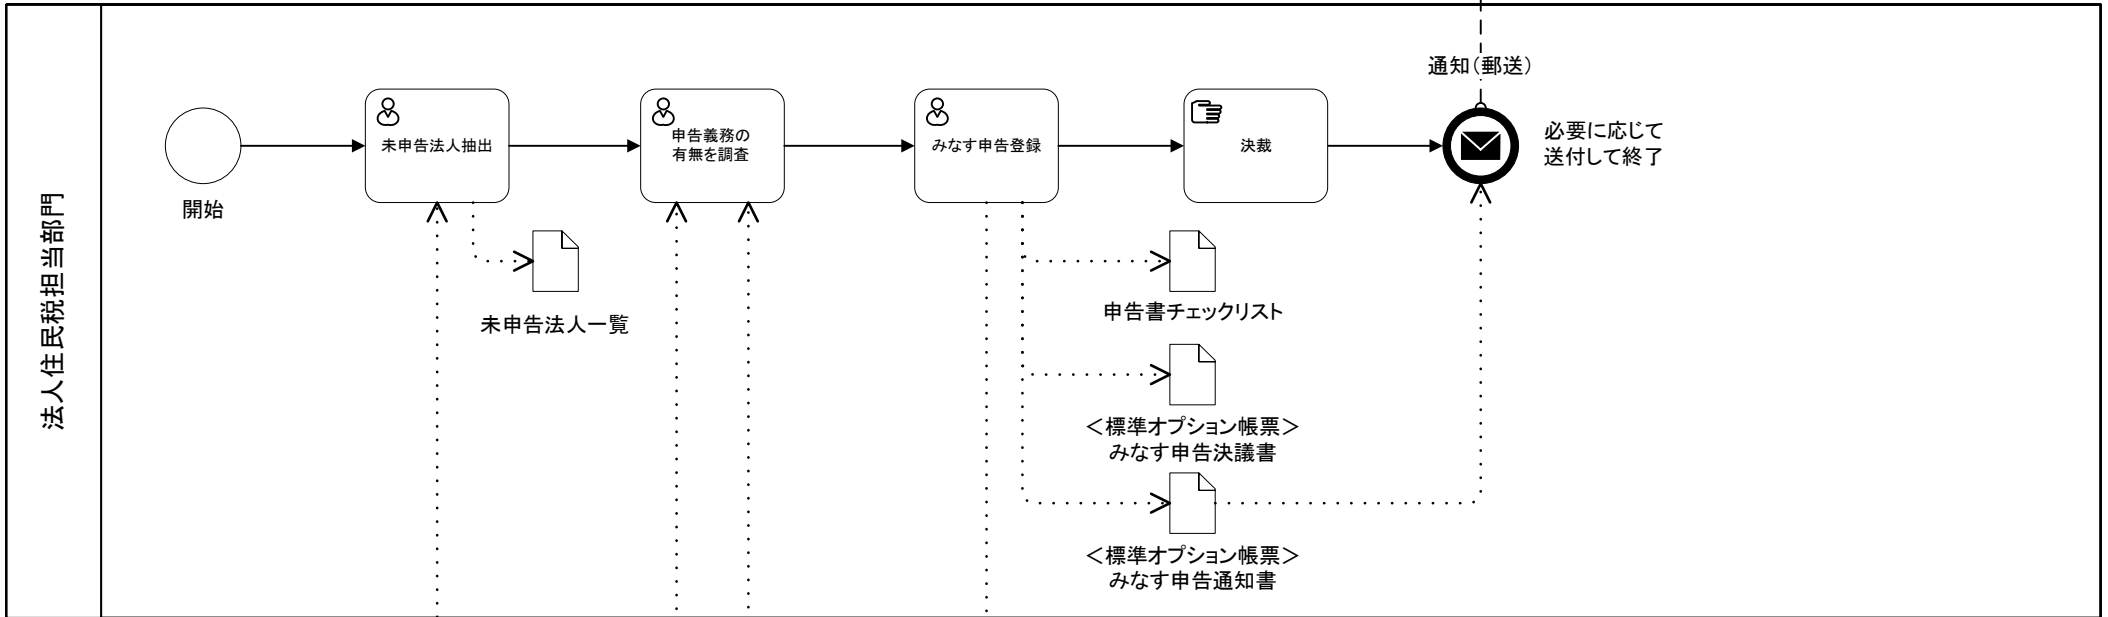 法人住民税担当部門
開始
未申告法人抽出
未申告法人一覧
申告義務の
有無を調査
みなす申告登録
申告書チェックリスト
＜標準オプション帳票＞
みなす申告決議書
＜標準オプション帳票＞
みなす申告通知書
決裁
通知（郵送）
必要に応じて
送付して終了